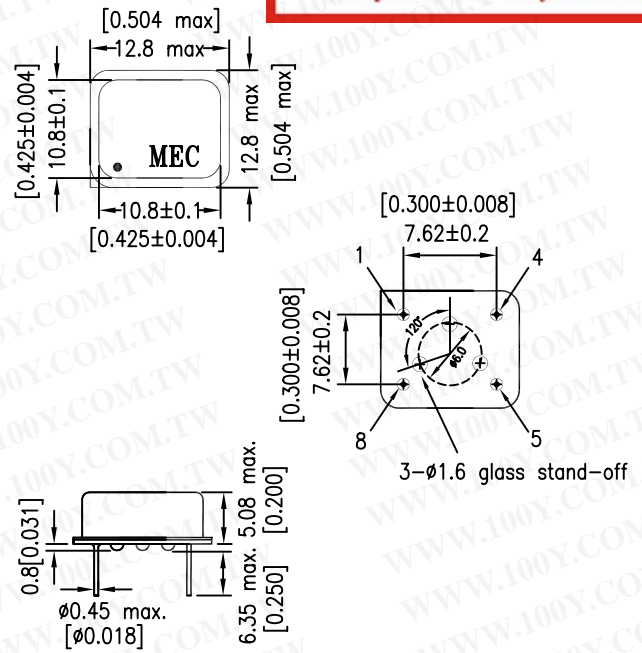 [0.504 max]
12.8 max
[0.425±0.004]
10.8±0.1
MEC
12.8 max
[0.504 max]
10.8±0.1
[0.425±0.004]
[0.300±0.008]
7.62±0.2
1
4
[0.300±0.008]
7.62±0.2
120°
ø6.0
8
5
3-ø1.6 glass stand-off
0.8[0.031]
5.08 max.
[0.200]
6.35 max.
[0.250]
ø0.45 max.
[ø0.018]
WWW.100Y.COM.TW